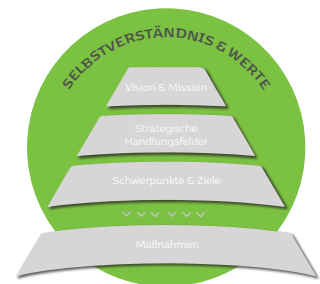 SELBSTVERSTÄNDNIS & WERTE
Vision & Mission
Strategische
Handlungsfelder
Schwerpunkte & Ziele
Maßnahmen